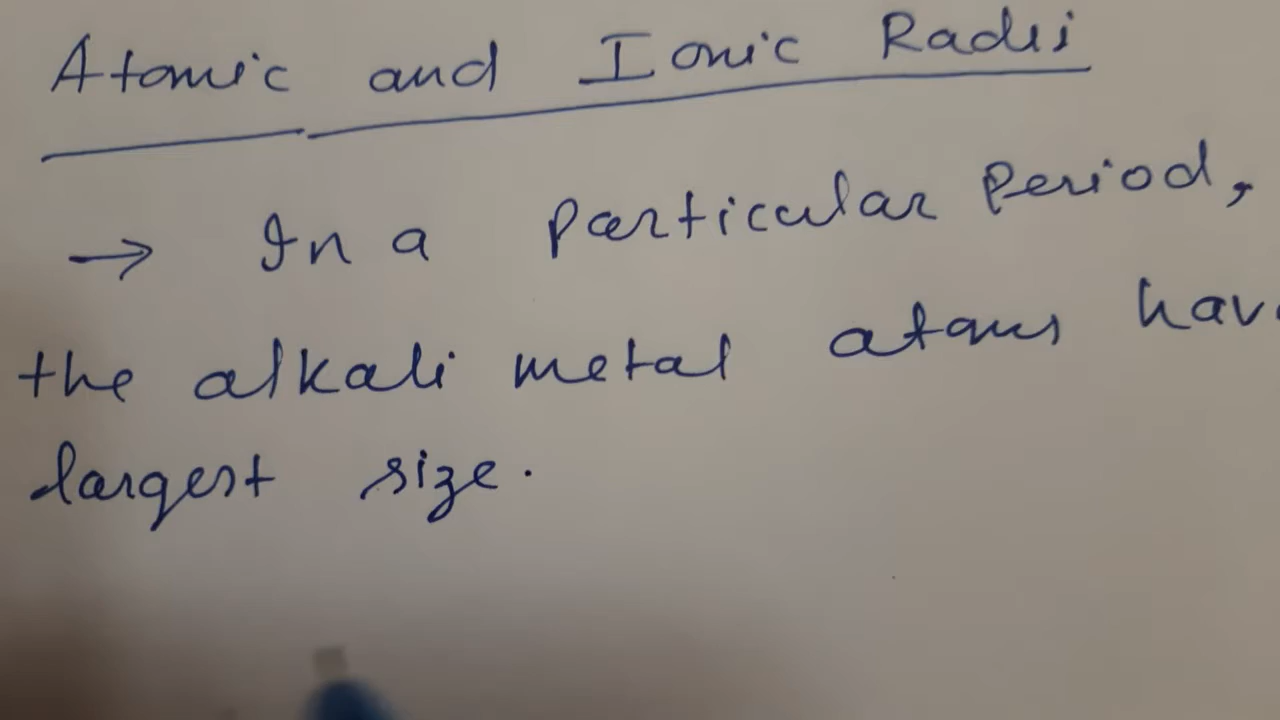 Atomic and Ionic Radii
→ In a particular period,
the alkali metal atoms hav
largest size.